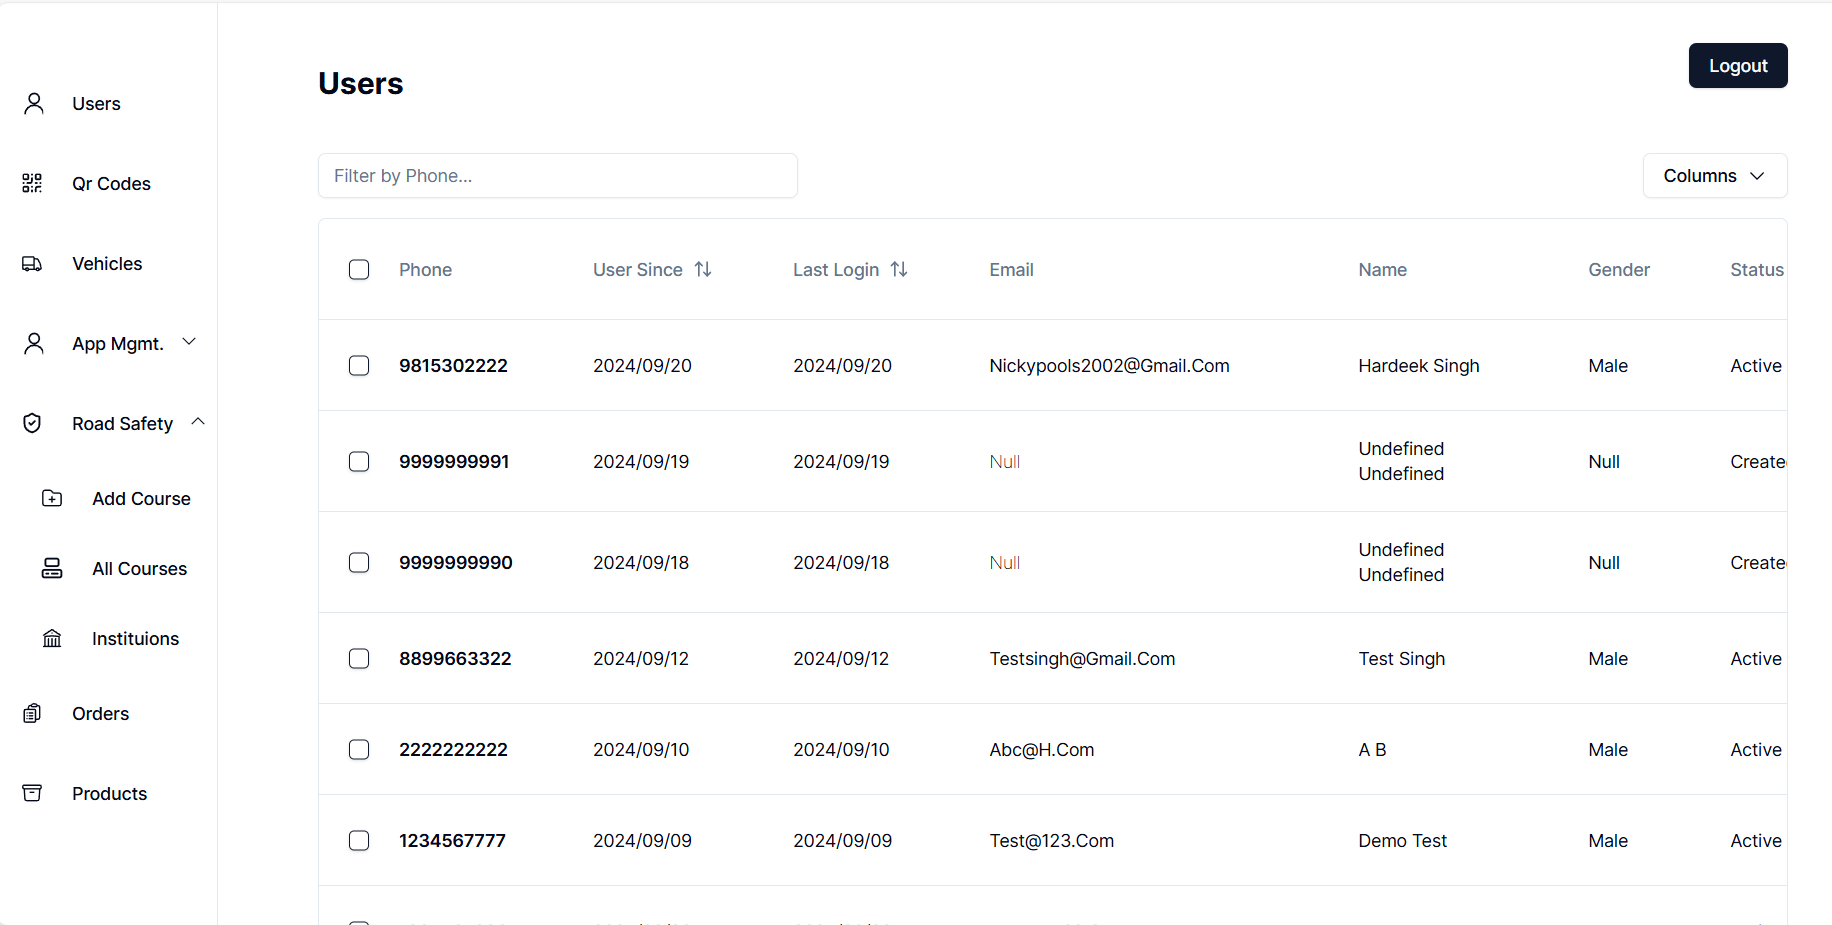 Users
Qr Codes
Vehicles
App Mgmt.
Road Safety
Add Course
All Courses
Instituions
Orders
Products
Users
Logout
Filter by Phone...
Columns
Phone User Since Last Login Email Name Gender Status
9815302222 2024/09/20 2024/09/20 Nickypools2002@Gmail.Com Hardeek Singh Male Active
9999999991 2024/09/19 2024/09/19 Null Undefined Undefined Null Create
9999999990 2024/09/18 2024/09/18 Null Undefined Undefined Null Create
8899663322 2024/09/12 2024/09/12 Testsingh@Gmail.Com Test Singh Male Active
2222222222 2024/09/10 2024/09/10 Abc@H.Com A B Male Active
1234567777 2024/09/09 2024/09/09 Test@123.Com Demo Test Male Active